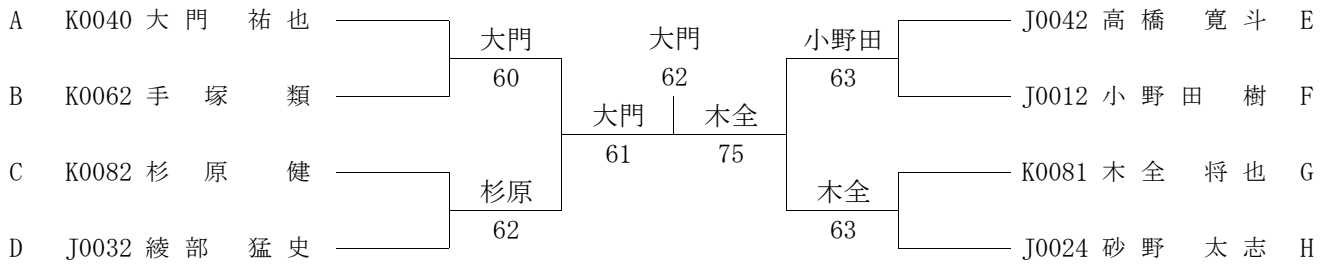 A K0040 大門 祐也
J0042 高橋 寛斗 E
大門
大門
小野田
60
62
63
B K0062 手塚 類
J0012 小野田 樹 F
大門
木全
61
75
C K0082 杉原 健
K0081 木全 将也 G
杉原
木全
62
63
D J0032 綾部 猛史
J0024 砂野 太志 H